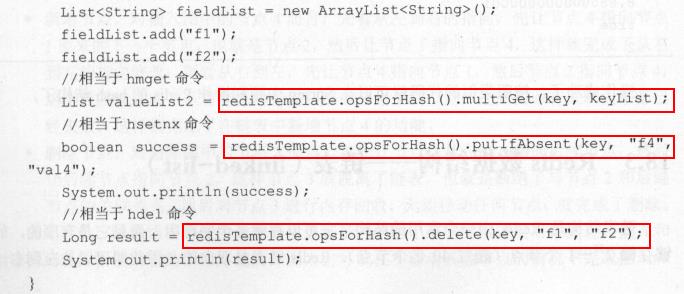 List<String> fieldList = new ArrayList<String>();
fieldList.add("f1");
fieldList.add("f2");
//相当于 hmget 命令
List valueList2 = redisTemplate.opsForHash().multiGet(key, keyList);
//相当于 hsetnx 命令
boolean success = redisTemplate.opsForHash().putIfAbsent(key, "f4",
"val4");
System.out.println(success);
//相当于 hdel 命令
Long result = redisTemplate.opsForHash().delete(key, "f1", "f2");
System.out.println(result);
}